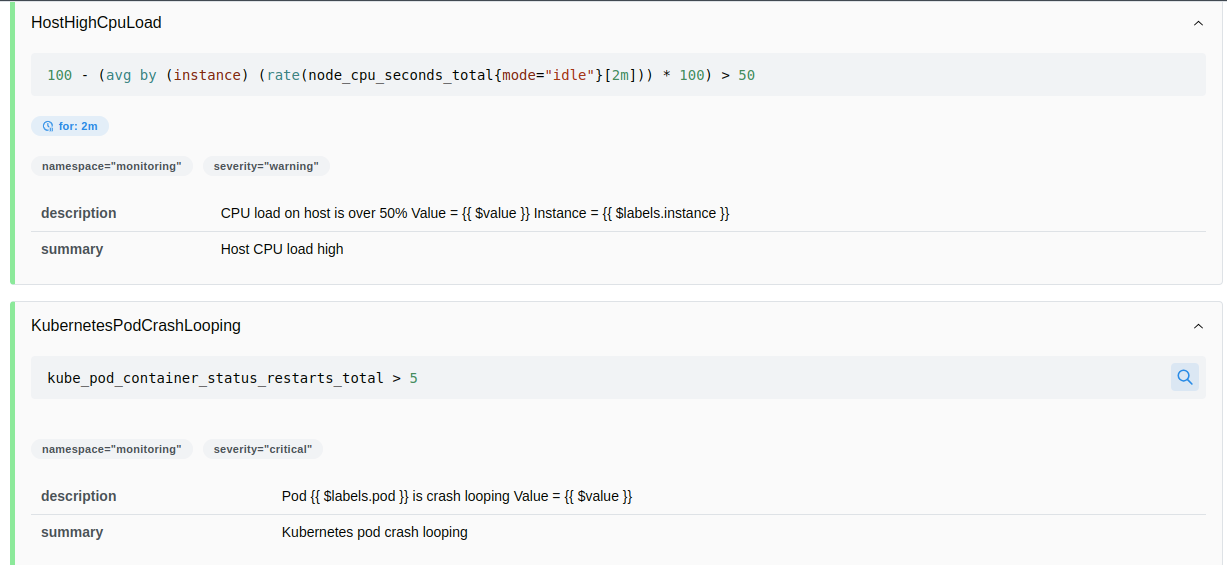 HostHighCpuLoad
100 - (avg by (instance) (rate(node_cpu_seconds_total{mode="idle"}[2m])) * 100) > 50
for: 2m
namespace="monitoring" severity="warning"
description CPU load on host is over 50% Value = {{ $value }} Instance = {{ $labels.instance }}
summary Host CPU load high
KubernetesPodCrashLooping
kube_pod_container_status_restarts_total > 5
namespace="monitoring" severity="critical"
description Pod {{ $labels.pod }} is crash looping Value = {{ $value }}
summary Kubernetes pod crash looping